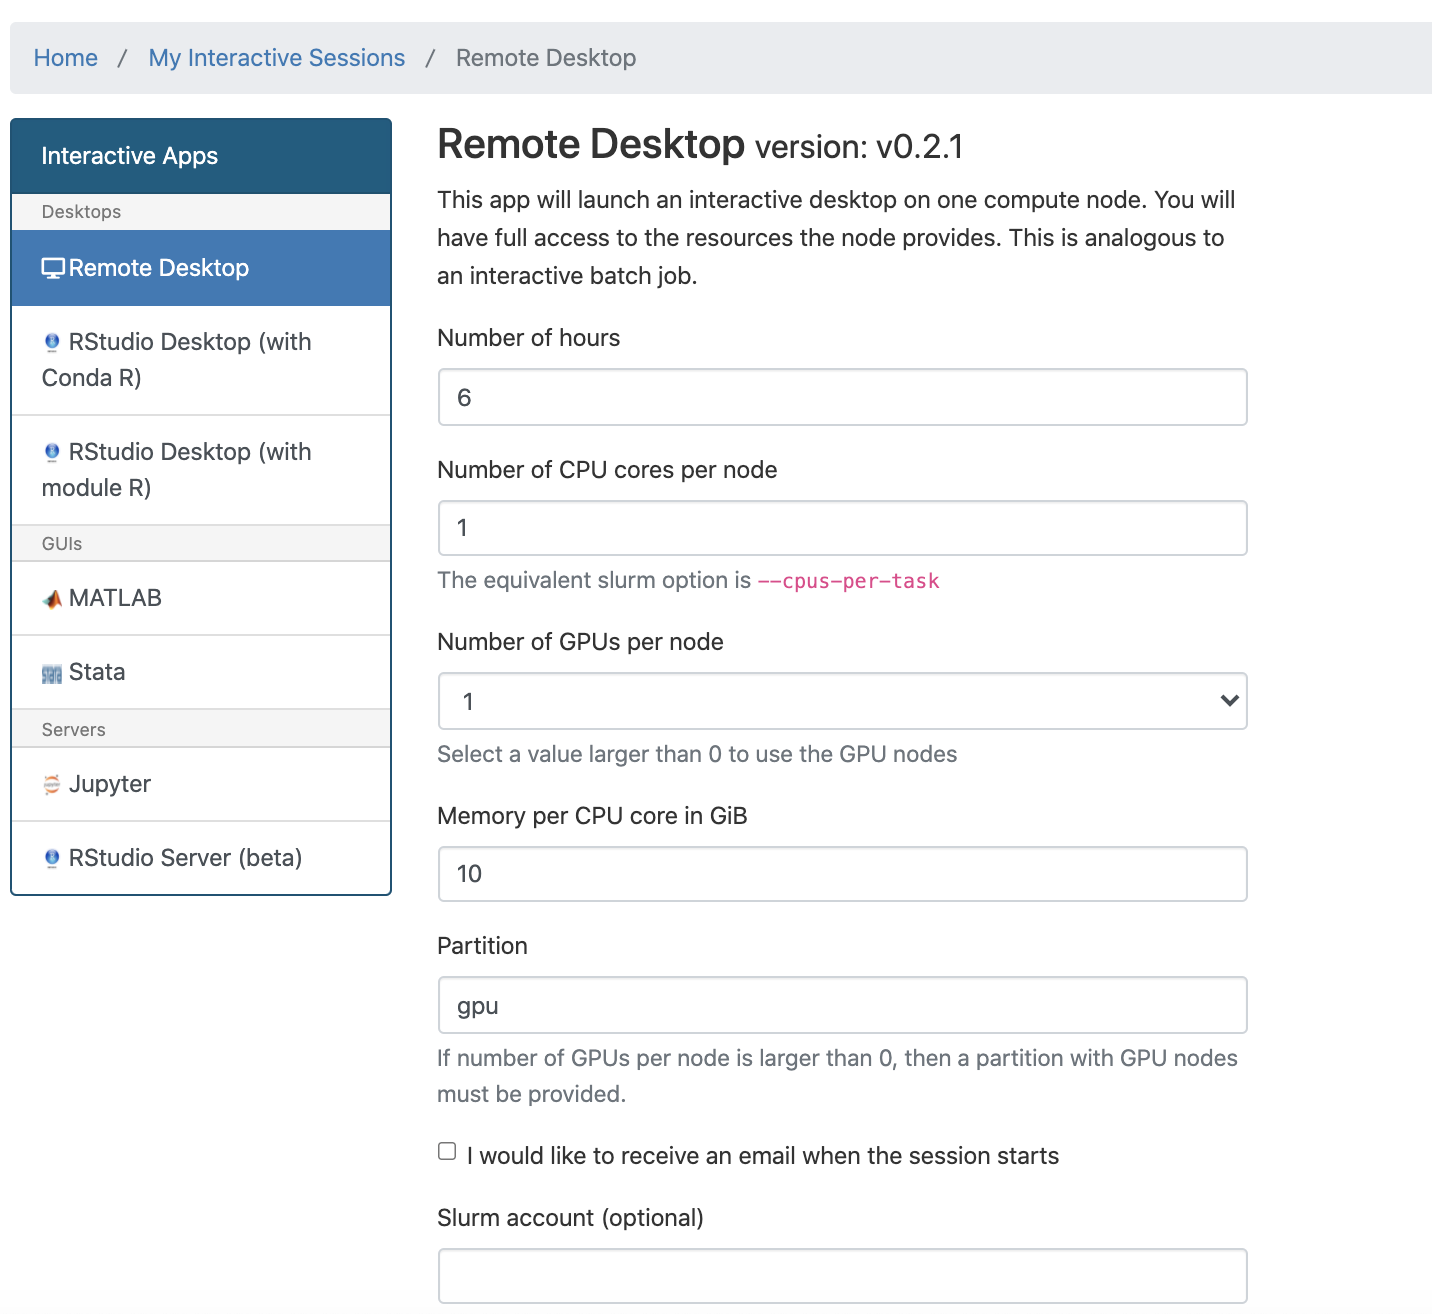 Home / My Interactive Sessions / Remote Desktop
Interactive Apps
Desktops
Remote Desktop
RStudio Desktop (with
Conda R)
RStudio Desktop (with
module R)
GUIs
MATLAB
Stata
Servers
Jupyter
RStudio Server (beta)
Remote Desktop version: v0.2.1
This app will launch an interactive desktop on one compute node. You will
have full access to the resources the node provides. This is analogous to
an interactive batch job.
Number of hours
6
Number of CPU cores per node
1
The equivalent slurm option is --cpus-per-task
Number of GPUs per node
1
Select a value larger than 0 to use the GPU nodes
Memory per CPU core in GiB
10
Partition
gpu
If number of GPUs per node is larger than 0, then a partition with GPU nodes
must be provided.
I would like to receive an email when the session starts
Slurm account (optional)